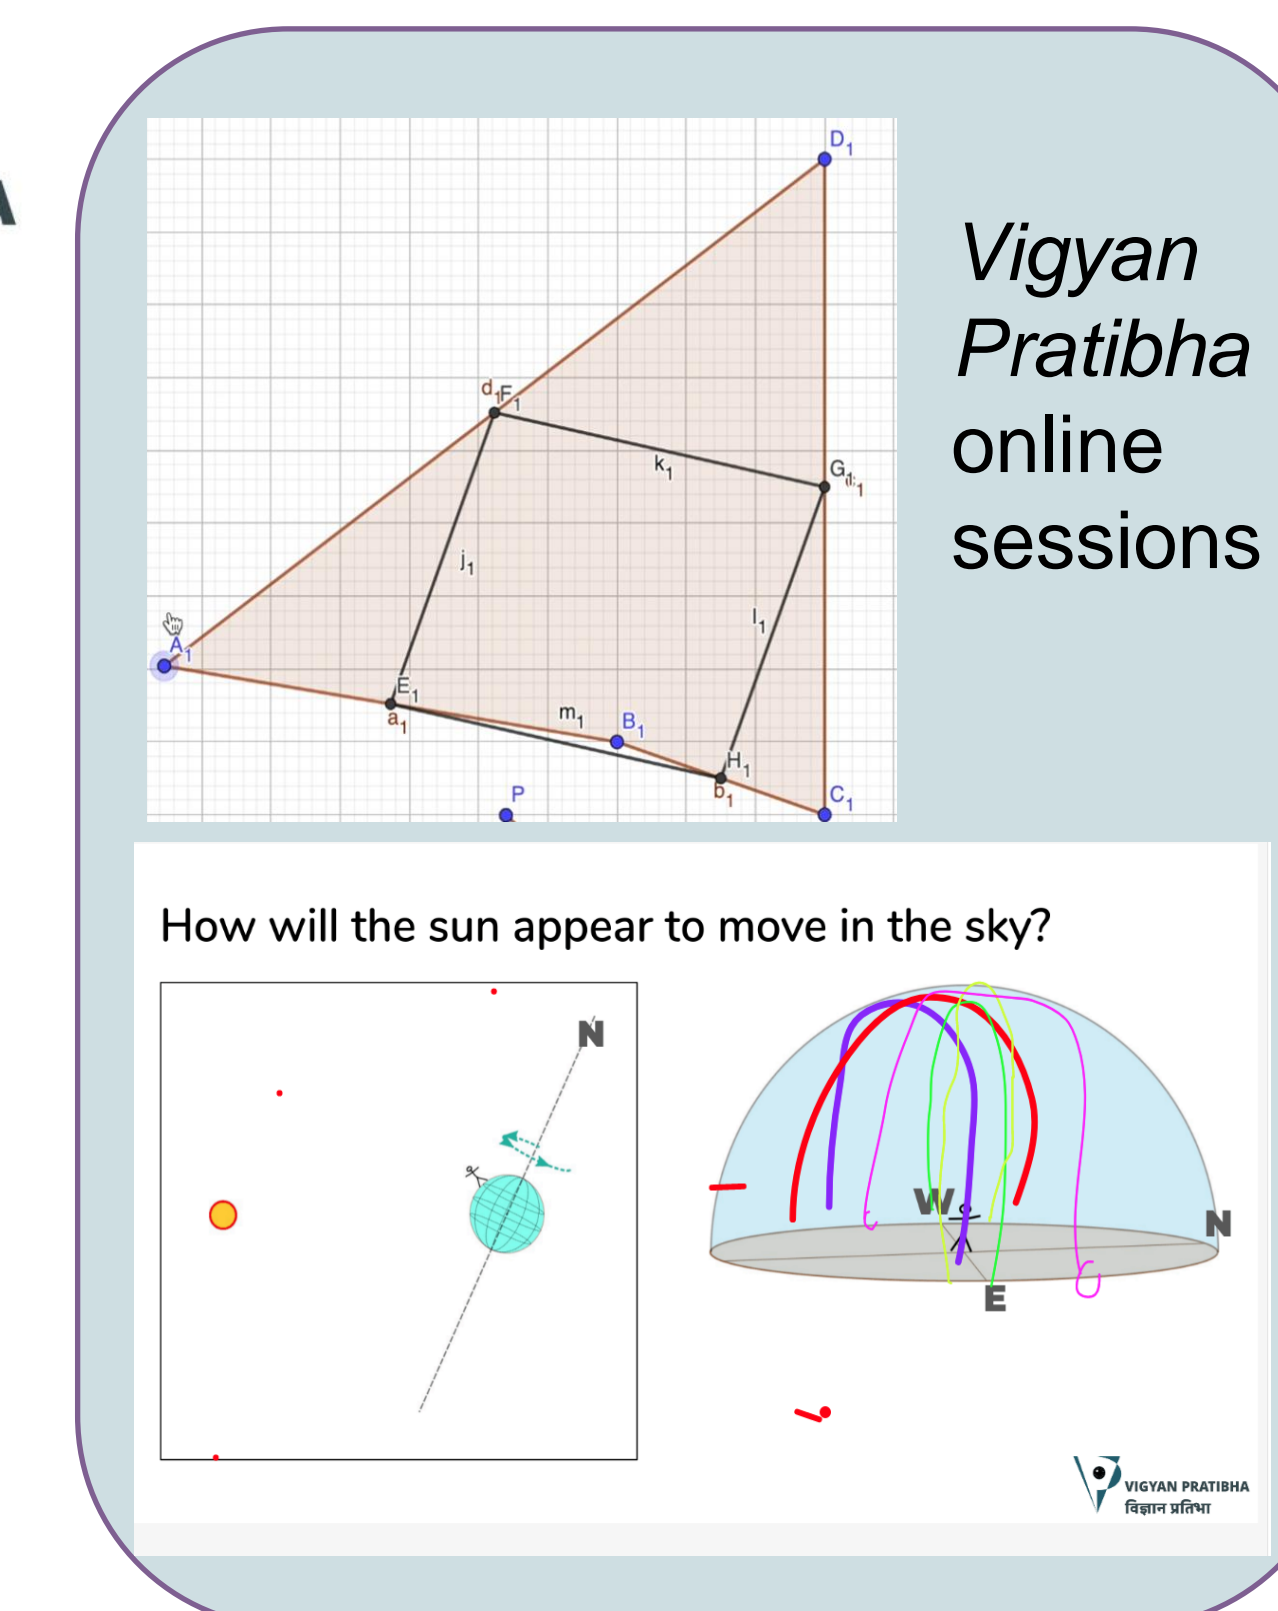 D₁
d₁F₁
k₁
G₁
j₁
l₁
A₁
E₁
a₁
m₁
B₁
H₁
b₁
P
C₁
Vigyan
Pratibha
online
sessions
How will the sun appear to move in the sky?
N
W
N
E
VIGYAN PRATIBHA
विज्ञान प्रतिभा